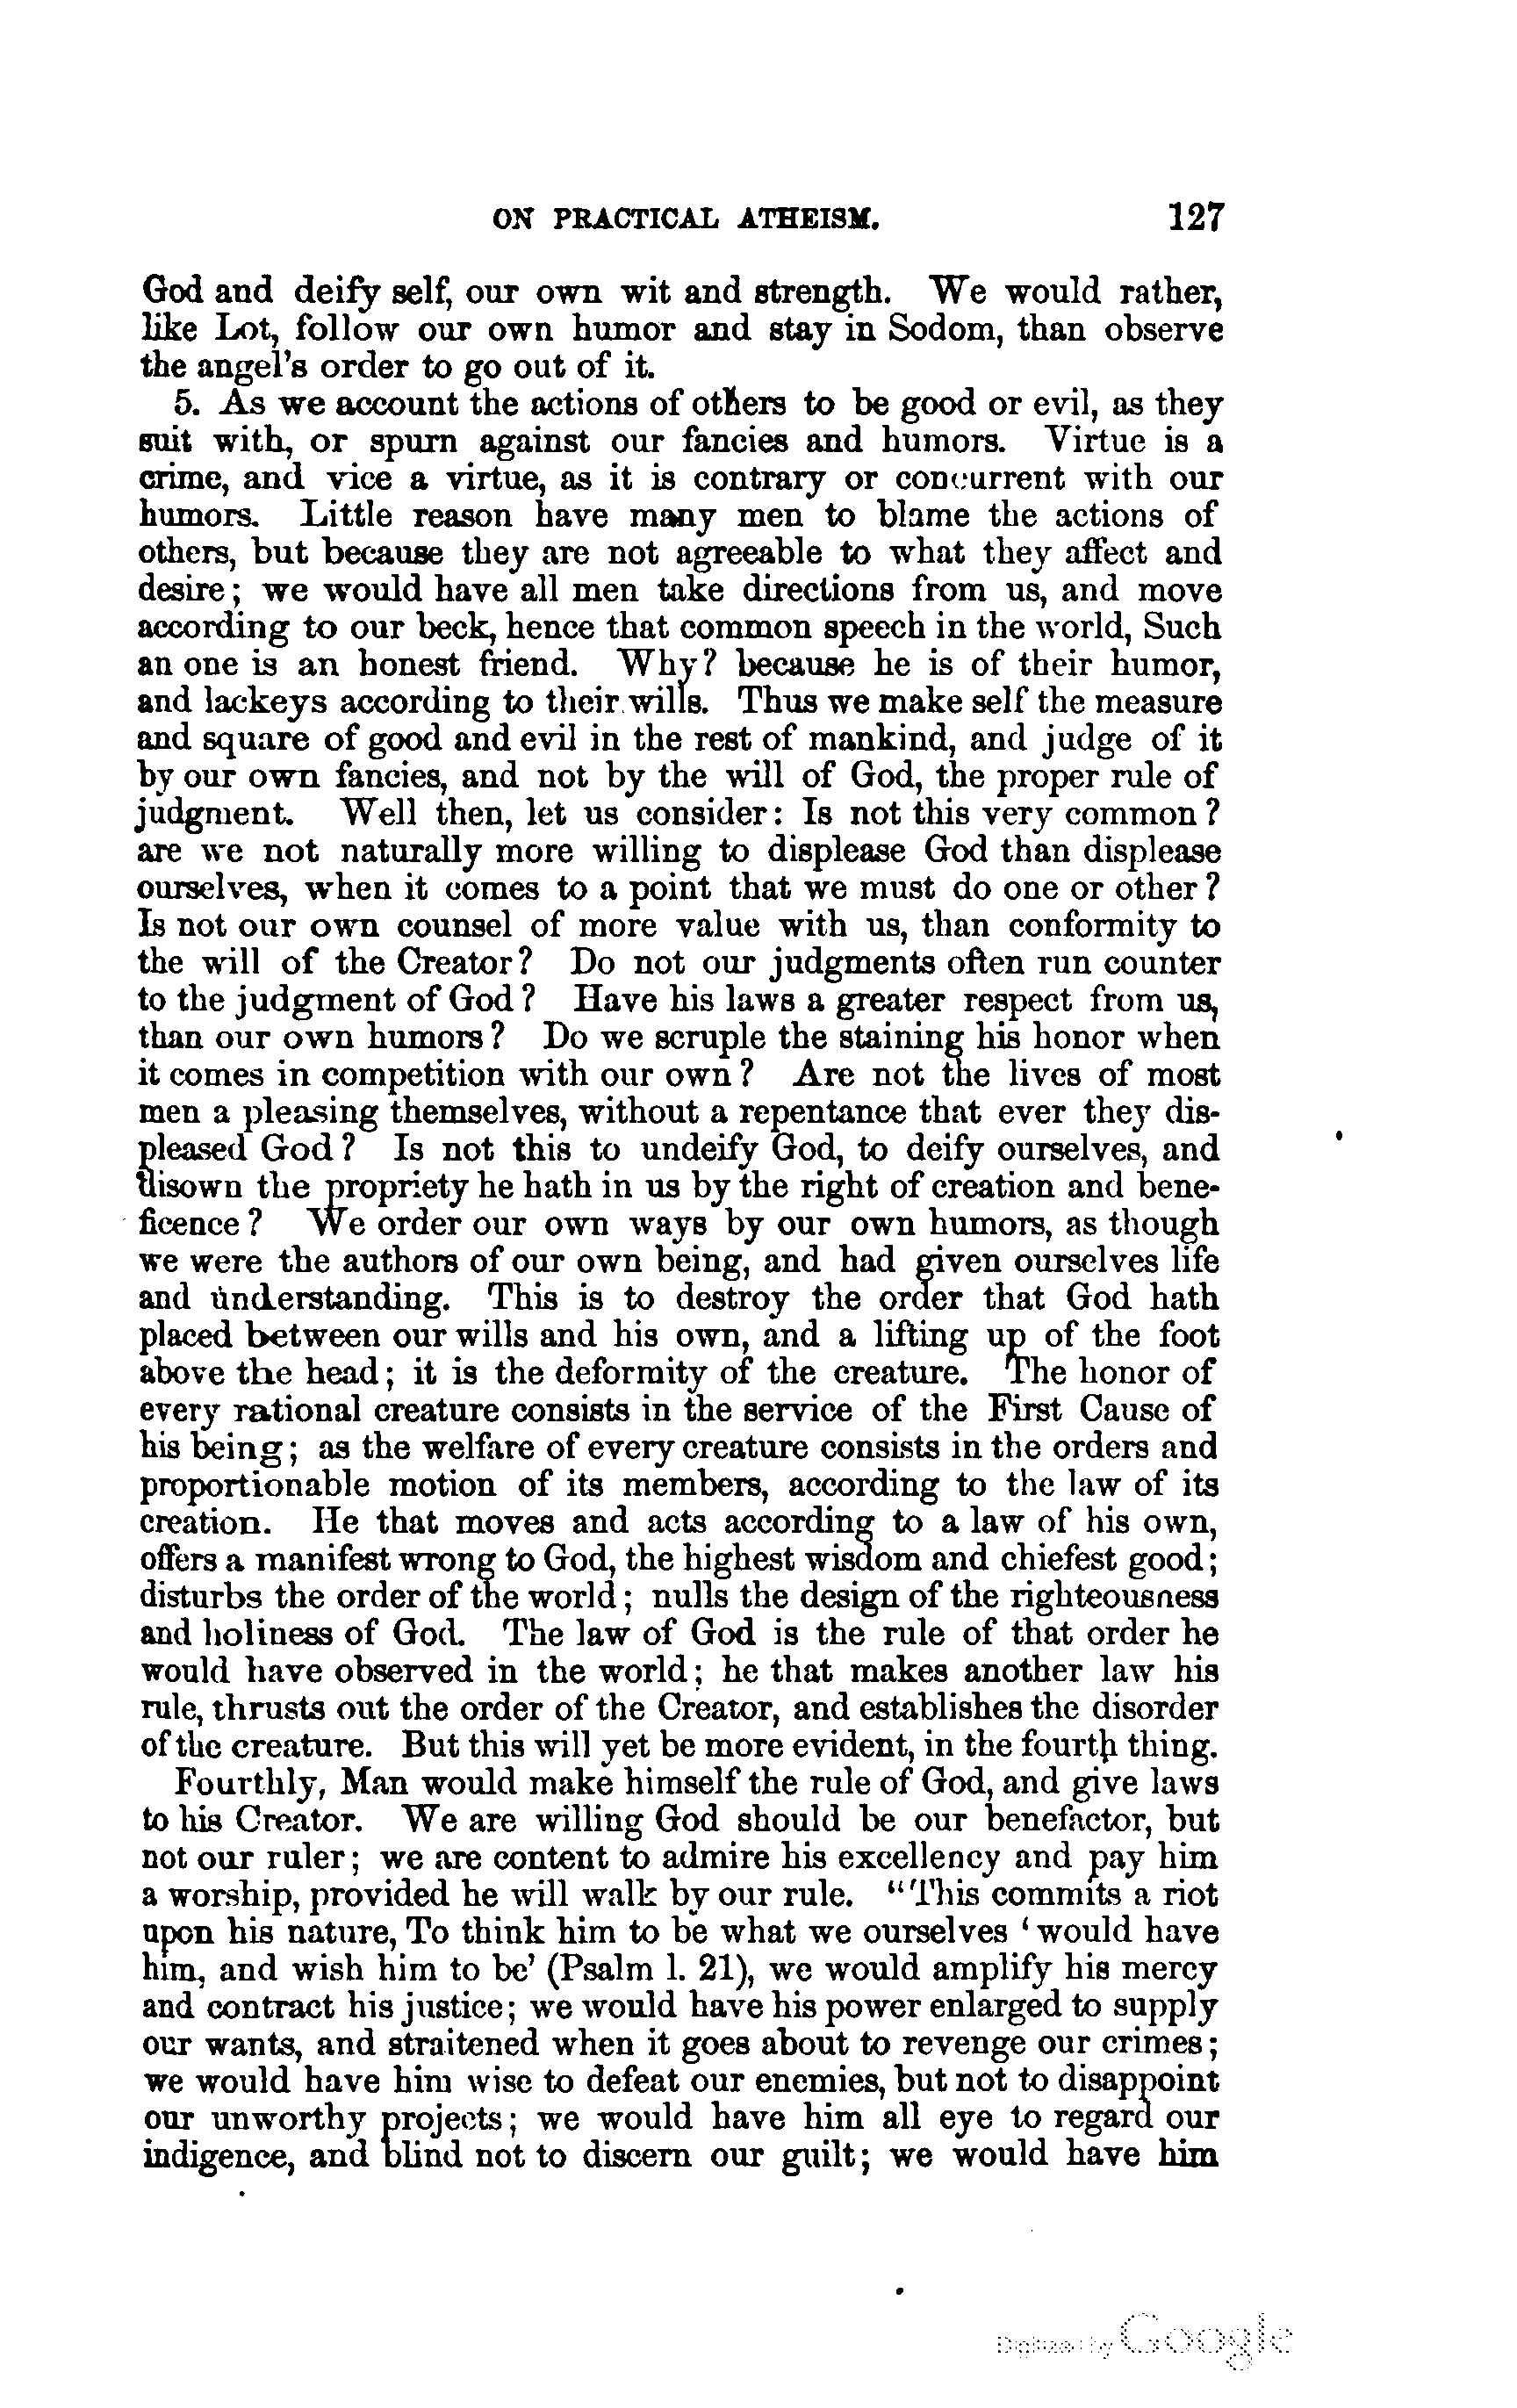 ON PRACTICAL ATHEISM. 127
God and deify self, our own wit and strength. We would rather,
like Lot, follow our own humor and stay in Sodom, than observe
the angel's order to go out of it.
5. As we account the actions of others to be good or evil, as they
suit with, or spurn against our fancies and humors. Virtue is a
crime, and vice a virtue, as it is contrary or concurrent with our
humors. Little reason have many men to blame the actions of
others, but because they are not agreeable to what they affect and
desire; we would have all men take directions from us, and move
according to our beck, hence that common speech in the world, Such
an one is an honest friend. Why? because he is of their humor,
and lackeys according to their wills. Thus we make self the measure
and square of good and evil in the rest of mankind, and judge of it
by our own fancies, and not by the will of God, the proper rule of
judgment. Well then, let us consider: Is not this very common?
are we not naturally more willing to displease God than displease
ourselves, when it comes to a point that we must do one or other?
Is not our own counsel of more value with us, than conformity to
the will of the Creator? Do not our judgments often run counter
to the judgment of God? Have his laws a greater respect from us,
than our own humors? Do we scruple the staining his honor when
it comes in competition with our own? Are not the lives of most
men a pleasing themselves, without a repentance that ever they dis-
pleased God? Is not this to undeify God, to deify ourselves, and
disown the propriety he hath in us by the right of creation and bene-
ficence? We order our own ways by our own humors, as though
we were the authors of our own being, and had given ourselves life
and understanding. This is to destroy the order that God hath
placed between our wills and his own, and a lifting up of the foot
above the head; it is the deformity of the creature. The honor of
every rational creature consists in the service of the First Cause of
his being; as the welfare of every creature consists in the orders and
proportionable motion of its members, according to the law of its
creation. He that moves and acts according to a law of his own,
offers a manifest wrong to God, the highest wisdom and chiefest good;
disturbs the order of the world; nulls the design of the righteousness
and holiness of God. The law of God is the rule of that order he
would have observed in the world; he that makes another law his
rule, thrusts out the order of the Creator, and establishes the disorder
of the creature. But this will yet be more evident, in the fourth thing.
Fourthly, Man would make himself the rule of God, and give laws
to his Creator. We are willing God should be our benefactor, but
not our ruler; we are content to admire his excellency and pay him
a worship, provided he will walk by our rule. "This commits a riot
upon his nature, To think him to be what we ourselves 'would have
him, and wish him to be' (Psalm l. 21), we would amplify his mercy
and contract his justice; we would have his power enlarged to supply
our wants, and straitened when it goes about to revenge our crimes;
we would have him wise to defeat our enemies, but not to disappoint
our unworthy projects; we would have him all eye to regard our
indigence, and blind not to discern our guilt; we would have him
Digitized by Google